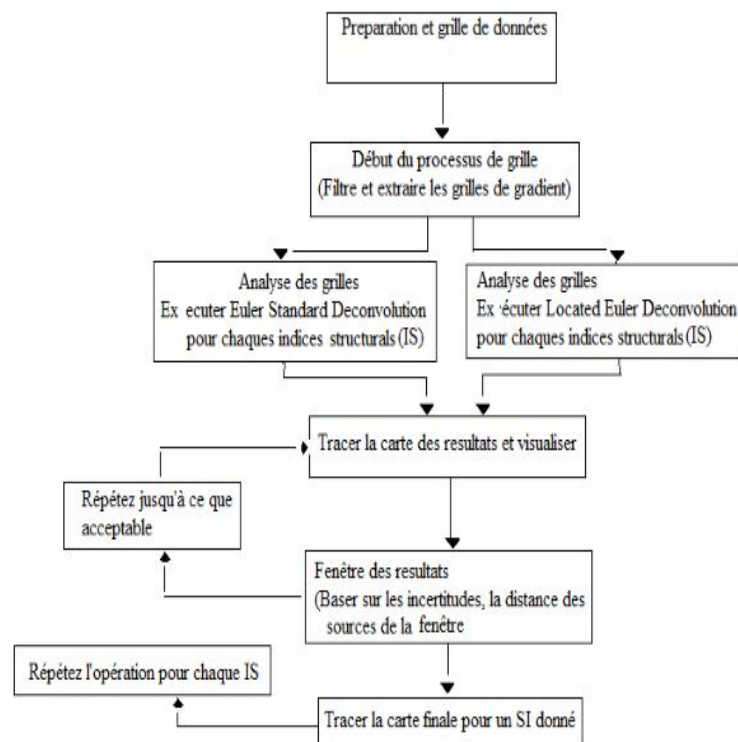 Preparation et grille de données
Début du processus de grille
(Filtre et extraire les grilles de gradient)
Analyse des grilles
Ex ecuter Euler Standard Deconvolution
pour chaques indices structurals (IS)
Analyse des grilles
Ex écuter Located Euler Deconvolution
pour chaques indices structurals (IS)
Tracer la carte des resultats et visualiser
Répétez jusqu'à ce que
acceptable
Fenêtre des resultats
(Baser sur les incertitudes, la distance des
sources de la fenêtre
Répétez l'opération pour chaque IS
Tracer la carte finale pour un SI donné